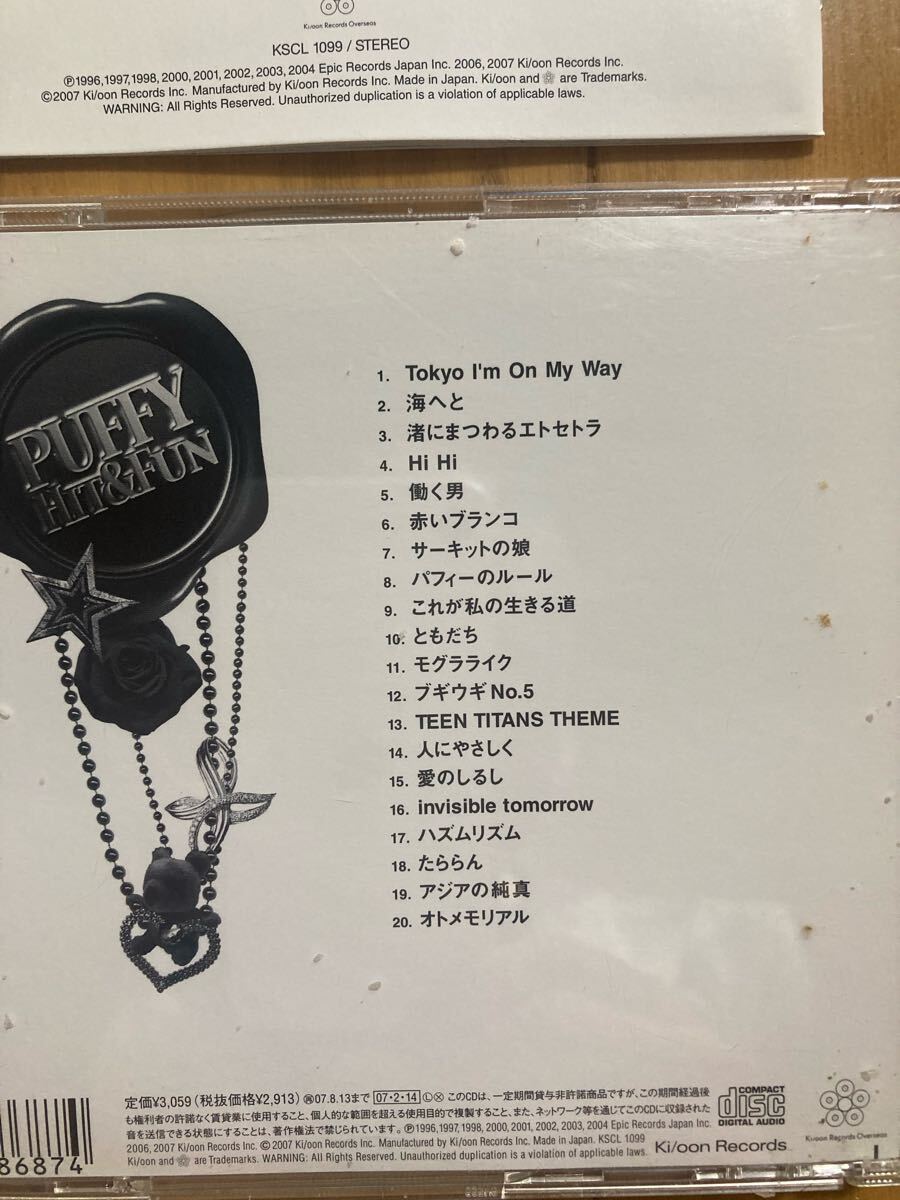 Ki/oon Records Overseas
KSCL 1099 / STEREO
Ⓟ1996,1997,1998, 2000, 2001, 2002, 2003, 2004 Epic Records Japan Inc. 2006, 2007 Ki/oon Records Inc.
©2007 Ki/oon Records Inc. Manufactured by Ki/oon Records Inc. Made in Japan. Ki/oon and are Trademarks.
WARNING: All Rights Reserved. Unauthorized duplication is a violation of applicable laws.
PUFFY
HIT&FUN
1. Tokyo I'm On My Way
2. 海へと
3. 渚にまつわるエトセトラ
4. Hi Hi
5. 働く男
6. 赤いブランコ
7. サーキットの娘
8. パフィーのルール
9. これが私の生きる道
10. ともだち
11. モグラライク
12. ブギウギNo.5
13. TEEN TITANS THEME
14. 人にやさしく
15. 愛のしるし
16. invisible tomorrow
17. ハズムリズム
18. たららん
19. アジアの純真
20. オトメモリアル
定価¥3,059(税抜価格¥2,913) ㊐07.8.13まで 07・2・14 Ⓛ⊗ このCDは、一定期間貸与非許諾商品ですが、この期間経過後
も権利者の許諾なく賃貸業に使用すること、個人的な範囲を超える使用目的で複製すること、また、ネットワーク等を通じてこのCDに収録された
音を送信できる状態にすることは、著作権法で禁じられています。 Ⓟ1996,1997,1998, 2000, 2001, 2002, 2003, 2004 Epic Records Japan Inc.
2006, 2007 Ki/oon Records Inc. ©2007 Ki/oon Records Inc. Manufactured by Ki/oon Records Inc. Made in Japan. KSCL 1099
Ki/oon and are Trademarks. WARNING: All Rights Reserved. Unauthorized duplication is a violation of applicable laws.
COMPACT
disc
DIGITAL AUDIO
Ki/oon Records
Ki/oon Records Overseas
86874